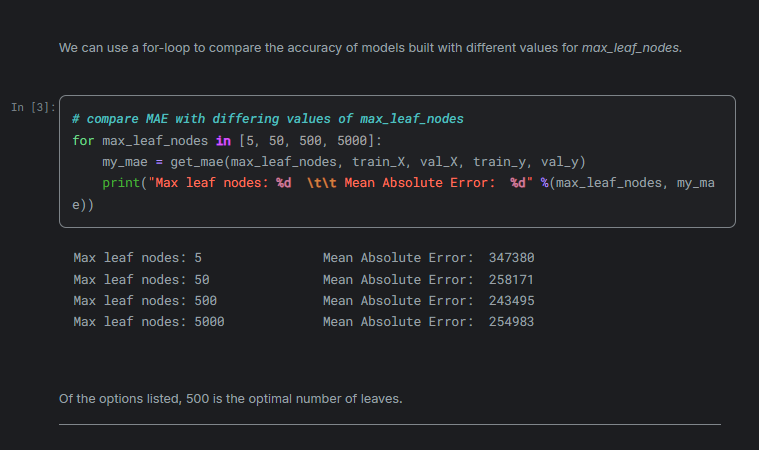 We can use a for-loop to compare the accuracy of models built with different values for max_leaf_nodes.
In [3]:
# compare MAE with differing values of max_leaf_nodes
for max_leaf_nodes in [5, 50, 500, 5000]:
    my_mae = get_mae(max_leaf_nodes, train_X, val_X, train_y, val_y)
    print("Max leaf nodes: %d  \t\t Mean Absolute Error:  %d" %(max_leaf_nodes, my_ma
e))
Max leaf nodes: 5                Mean Absolute Error:  347380
Max leaf nodes: 50               Mean Absolute Error:  258171
Max leaf nodes: 500              Mean Absolute Error:  243495
Max leaf nodes: 5000             Mean Absolute Error:  254983
Of the options listed, 500 is the optimal number of leaves.